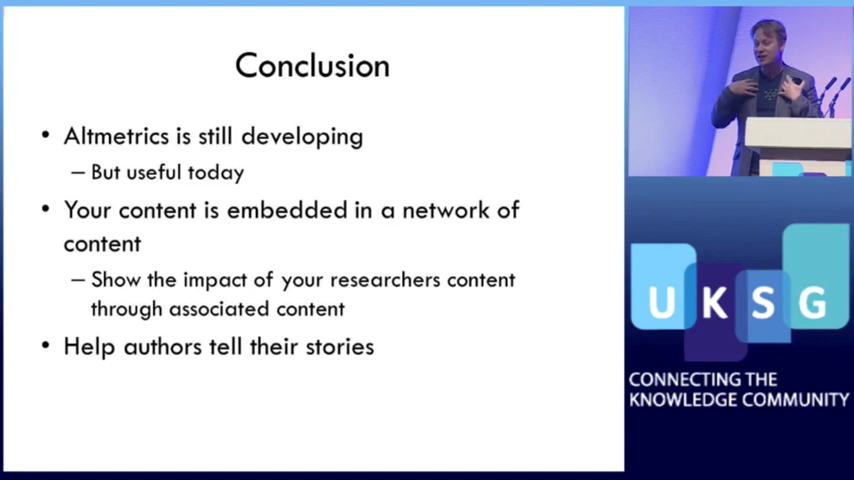 Conclusion
• Altmetrics is still developing
– But useful today
• Your content is embedded in a network of
content
– Show the impact of your researchers content
through associated content
• Help authors tell their stories
UKSG
CONNECTING THE
KNOWLEDGE COMMUNITY